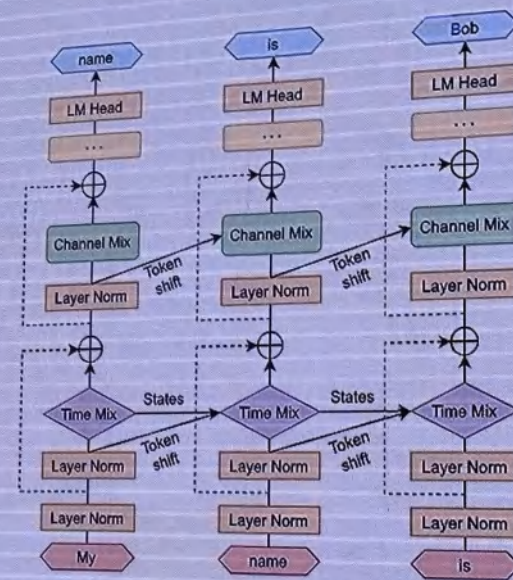 name
is
Bob
LM Head
LM Head
LM Head
...
...
...
Channel Mix
Channel Mix
Channel Mix
Token shift
Token shift
Layer Norm
Layer Norm
Layer Norm
States
States
Time Mix
Time Mix
Time Mix
Token shift
Token shift
Layer Norm
Layer Norm
Layer Norm
Layer Norm
Layer Norm
Layer Norm
My
name
is